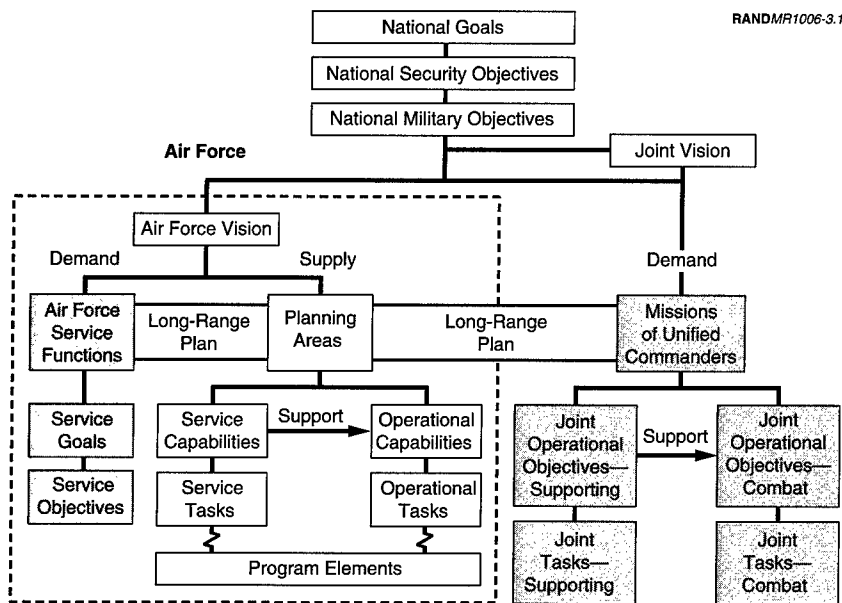 RANDMR1006-3.1
National Goals
National Security Objectives
National Military Objectives
Air Force
Joint Vision
Air Force Vision
Demand
Supply
Demand
Air Force
Service
Functions
Long-Range
Plan
Planning
Areas
Long-Range
Plan
Missions
of Unified
Commanders
Service
Goals
Service
Capabilities
Support
Operational
Capabilities
Joint
Operational
Objectives—
Supporting
Support
Joint
Operational
Objectives—
Combat
Service
Objectives
Service
Tasks
Operational
Tasks
Joint
Tasks—
Supporting
Joint
Tasks—
Combat
Program Elements